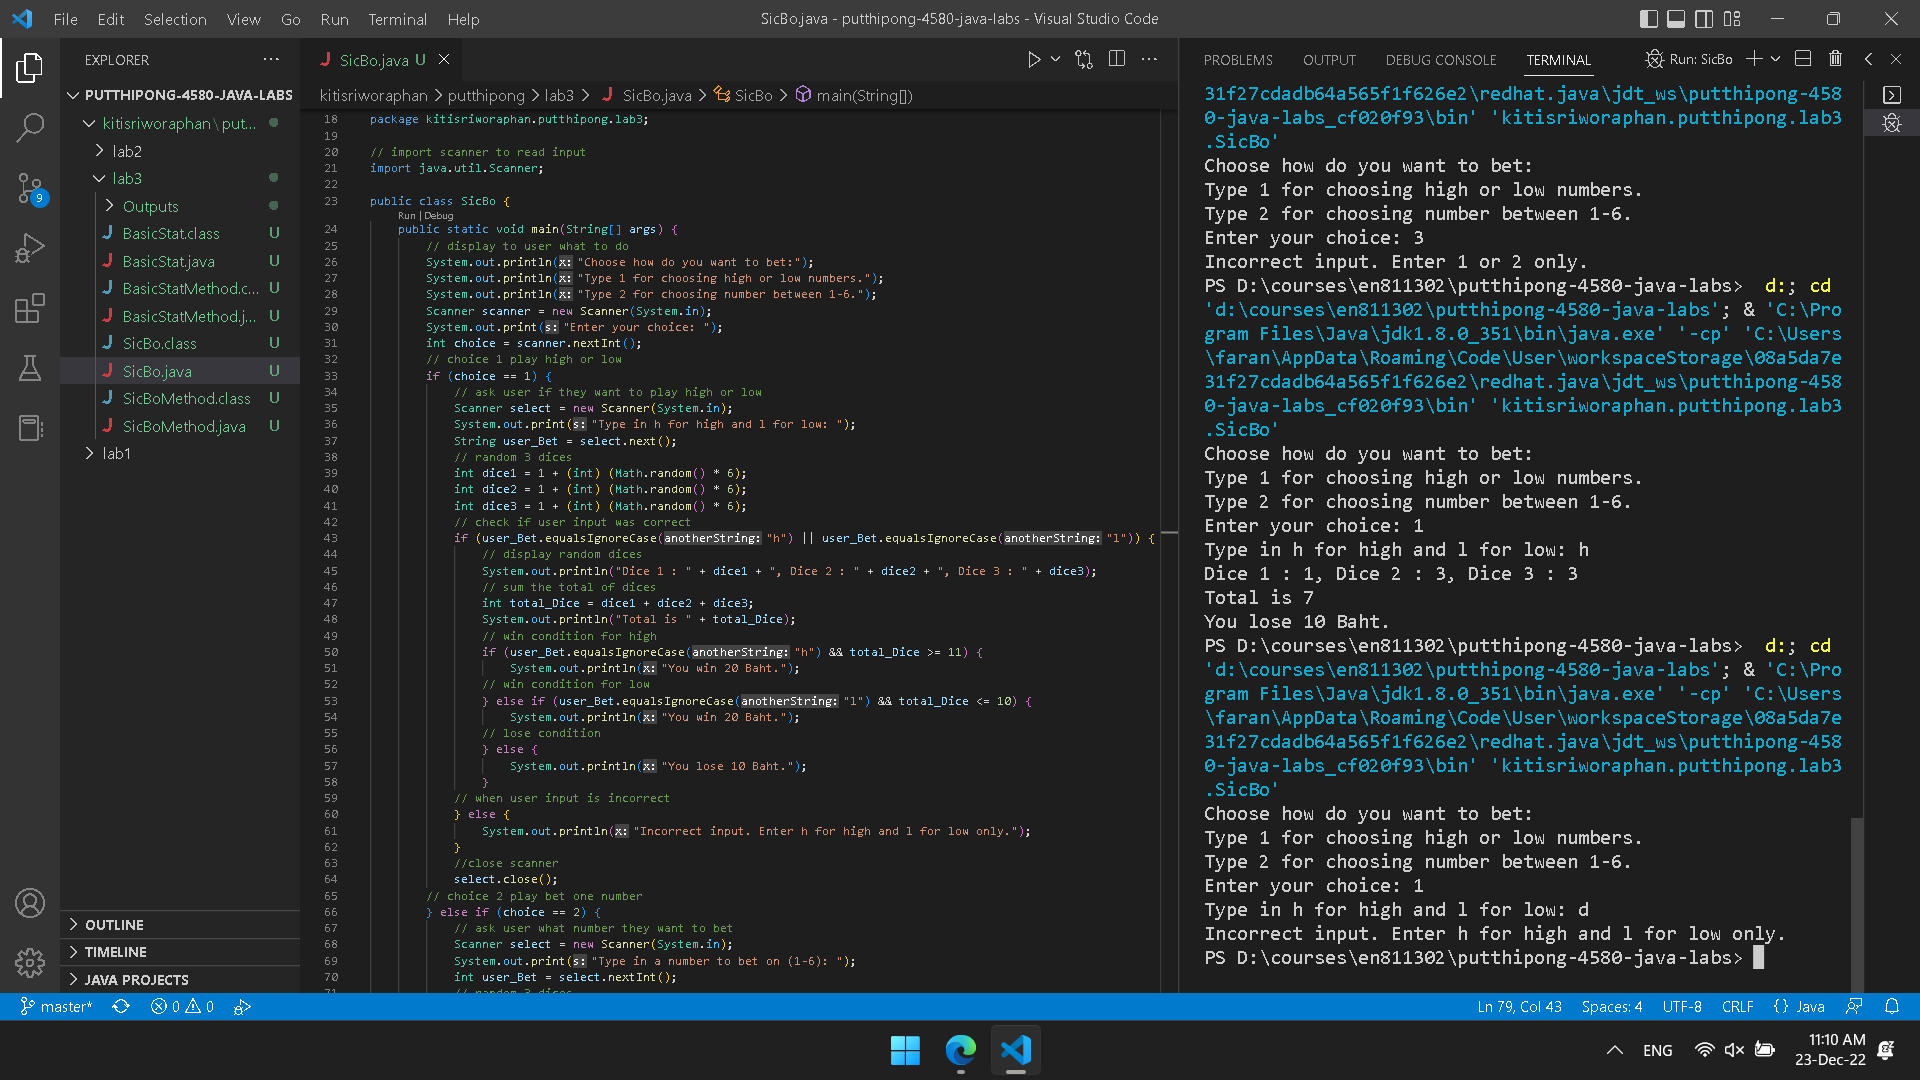 File Edit Selection View Go Run Terminal Help
SicBo.java - putthipong-4580-java-labs - Visual Studio Code
EXPLORER
PUTTHIPONG-4580-JAVA-LABS
kitisriworaphan\put...
lab2
lab3
Outputs
BasicStat.class U
BasicStat.java U
BasicStatMethod.c... U
BasicStatMethod.j... U
SicBo.class U
SicBo.java U
SicBoMethod.class U
SicBoMethod.java U
lab1
OUTLINE
TIMELINE
JAVA PROJECTS
9
SicBo.java U
kitisriworaphan > putthipong > lab3 > SicBo.java > SicBo > main(String[])
18 package kitisriworaphan.putthipong.lab3;
19
20 // import scanner to read input
21 import java.util.Scanner;
22
23 public class SicBo {
Run | Debug
24 public static void main(String[] args) {
25 // display to user what to do
26 System.out.println(x: "Choose how do you want to bet:");
27 System.out.println(x: "Type 1 for choosing high or low numbers.");
28 System.out.println(x: "Type 2 for choosing number between 1-6.");
29 Scanner scanner = new Scanner(System.in);
30 System.out.print(s: "Enter your choice: ");
31 int choice = scanner.nextInt();
32 // choice 1 play high or low
33 if (choice == 1) {
34 // ask user if they want to play high or low
35 Scanner select = new Scanner(System.in);
36 System.out.print(s: "Type in h for high and l for low: ");
37 String user_Bet = select.next();
38 // random 3 dices
39 int dice1 = 1 + (int) (Math.random() * 6);
40 int dice2 = 1 + (int) (Math.random() * 6);
41 int dice3 = 1 + (int) (Math.random() * 6);
42 // check if user input was correct
43 if (user_Bet.equalsIgnoreCase(anotherString: "h") || user_Bet.equalsIgnoreCase(anotherString: "l")) {
44 // display random dices
45 System.out.println("Dice 1 : " + dice1 + ", Dice 2 : " + dice2 + ", Dice 3 : " + dice3);
46 // sum the total of dices
47 int total_Dice = dice1 + dice2 + dice3;
48 System.out.println("Total is " + total_Dice);
49 // win condition for high
50 if (user_Bet.equalsIgnoreCase(anotherString: "h") && total_Dice >= 11) {
51 System.out.println(x: "You win 20 Baht.");
52 // win condition for low
53 } else if (user_Bet.equalsIgnoreCase(anotherString: "l") && total_Dice <= 10) {
54 System.out.println(x: "You win 20 Baht.");
55 // lose condition
56 } else {
57 System.out.println(x: "You lose 10 Baht.");
58 }
59 // when user input is incorrect
60 } else {
61 System.out.println(x: "Incorrect input. Enter h for high and l for low only.");
62 }
63 //close scanner
64 select.close();
65 // choice 2 play bet one number
66 } else if (choice == 2) {
67 // ask user what number they want to bet
68 Scanner select = new Scanner(System.in);
69 System.out.print(s: "Type in a number to bet on (1-6): ");
70 int user_Bet = select.nextInt();
71 // random 3 dices
PROBLEMS OUTPUT DEBUG CONSOLE TERMINAL
Run: SicBo
31f27cdadb64a565f1f626e2\redhat.java\jdt_ws\putthipong-458
0-java-labs_cf020f93\bin' 'kitisriworaphan.putthipong.lab3
.SicBo'
Choose how do you want to bet:
Type 1 for choosing high or low numbers.
Type 2 for choosing number between 1-6.
Enter your choice: 3
Incorrect input. Enter 1 or 2 only.
PS D:\courses\en811302\putthipong-4580-java-labs> d:; cd
'd:\courses\en811302\putthipong-4580-java-labs'; & 'C:\Pro
gram Files\Java\jdk1.8.0_351\bin\java.exe' '-cp' 'C:\Users
\faran\AppData\Roaming\Code\User\workspaceStorage\08a5da7e
31f27cdadb64a565f1f626e2\redhat.java\jdt_ws\putthipong-458
0-java-labs_cf020f93\bin' 'kitisriworaphan.putthipong.lab3
.SicBo'
Choose how do you want to bet:
Type 1 for choosing high or low numbers.
Type 2 for choosing number between 1-6.
Enter your choice: 1
Type in h for high and l for low: h
Dice 1 : 1, Dice 2 : 3, Dice 3 : 3
Total is 7
You lose 10 Baht.
PS D:\courses\en811302\putthipong-4580-java-labs> d:; cd
'd:\courses\en811302\putthipong-4580-java-labs'; & 'C:\Pro
gram Files\Java\jdk1.8.0_351\bin\java.exe' '-cp' 'C:\Users
\faran\AppData\Roaming\Code\User\workspaceStorage\08a5da7e
31f27cdadb64a565f1f626e2\redhat.java\jdt_ws\putthipong-458
0-java-labs_cf020f93\bin' 'kitisriworaphan.putthipong.lab3
.SicBo'
Choose how do you want to bet:
Type 1 for choosing high or low numbers.
Type 2 for choosing number between 1-6.
Enter your choice: 1
Type in h for high and l for low: d
Incorrect input. Enter h for high and l for low only.
PS D:\courses\en811302\putthipong-4580-java-labs>
master* 0 0
Ln 79, Col 43 Spaces: 4 UTF-8 CRLF {} Java
ENG
11:10 AM
23-Dec-22